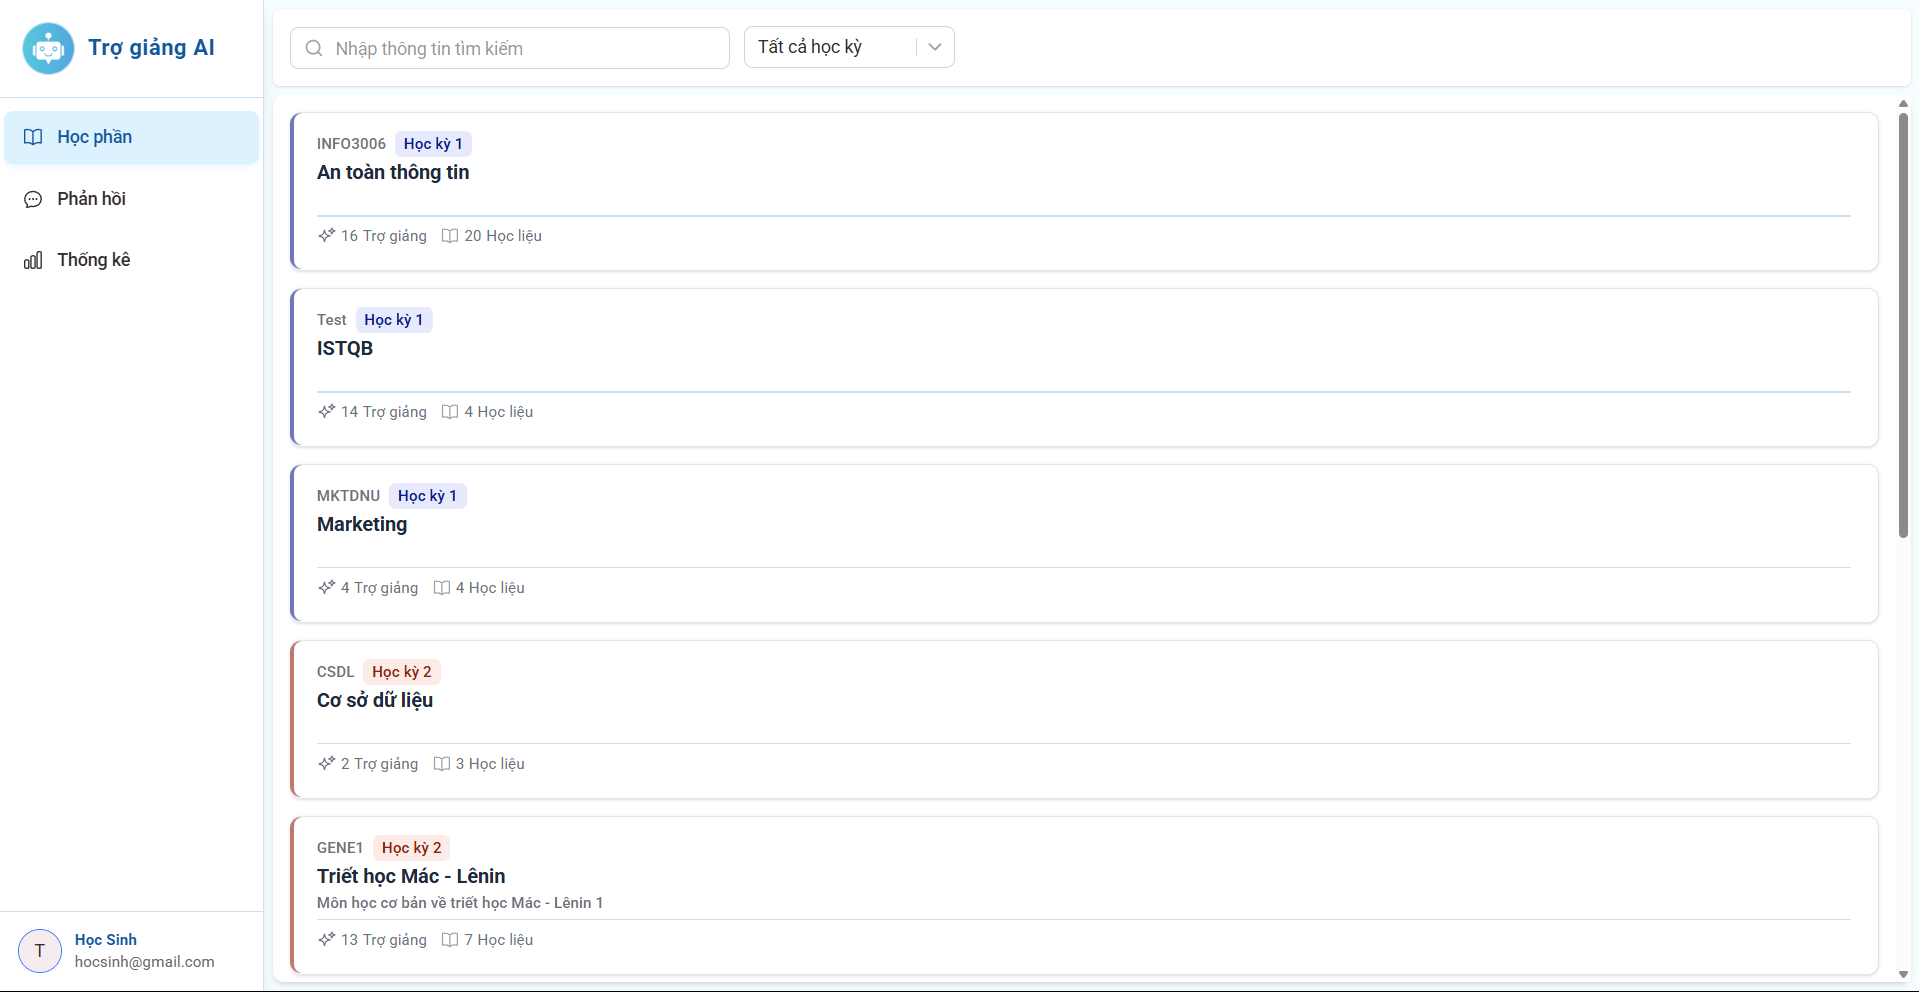 Trợ giảng AI
Học phần
Phản hồi
Thống kê
T
Học Sinh
hocsinh@gmail.com
Nhập thông tin tìm kiếm
Tất cả học kỳ
INFO3006 Học kỳ 1
An toàn thông tin
16 Trợ giảng 20 Học liệu
Test Học kỳ 1
ISTQB
14 Trợ giảng 4 Học liệu
MKTDNU Học kỳ 1
Marketing
4 Trợ giảng 4 Học liệu
CSDL Học kỳ 2
Cơ sở dữ liệu
2 Trợ giảng 3 Học liệu
GENE1 Học kỳ 2
Triết học Mác - Lênin
Môn học cơ bản về triết học Mác - Lênin 1
13 Trợ giảng 7 Học liệu